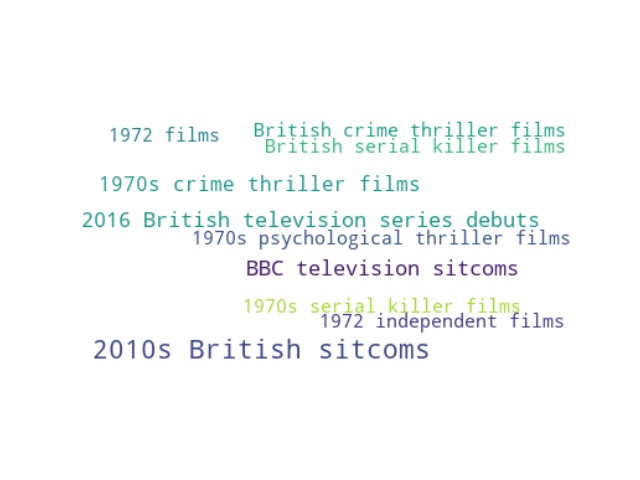 1972 films
British crime thriller films
British serial killer films
1970s crime thriller films
2016 British television series debuts
1970s psychological thriller films
BBC television sitcoms
1970s serial killer films
1972 independent films
2010s British sitcoms